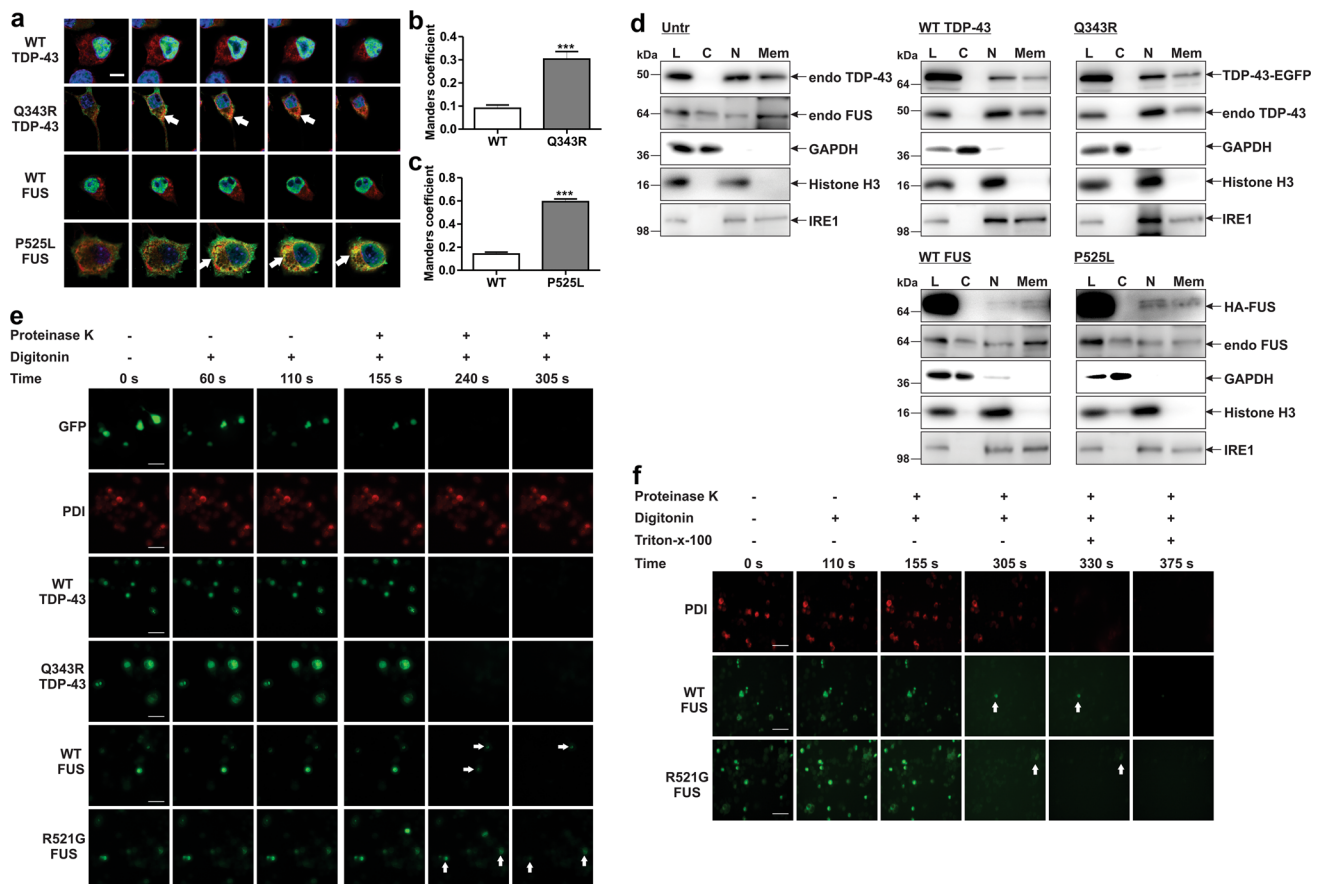 a
WT
TDP-43
Q343R
TDP-43
WT
FUS
P525L
FUS
b
Manders coefficient
0.4
0.3
0.2
0.1
0.0
***
WT Q343R
c
Manders coefficient
0.8
0.6
0.4
0.2
0.0
***
WT P525L
d
Untr
kDa L C N Mem
50 endo TDP-43
64 endo FUS
36 GAPDH
16 Histone H3
98 IRE1
WT TDP-43 Q343R
kDa L C N Mem L C N Mem
64 TDP-43-EGFP
50 endo TDP-43
36 GAPDH
16 Histone H3
98 IRE1
WT FUS P525L
kDa L C N Mem L C N Mem
64 HA-FUS
64 endo FUS
36 GAPDH
16 Histone H3
98 IRE1
e
Proteinase K - - - + + +
Digitonin - + + + + +
Time 0 s 60 s 110 s 155 s 240 s 305 s
GFP
PDI
WT
TDP-43
Q343R
TDP-43
WT
FUS
R521G
FUS
f
Proteinase K - - + + + +
Digitonin - + + + + +
Triton-x-100 - - - - + +
Time 0 s 110 s 155 s 305 s 330 s 375 s
PDI
WT
FUS
R521G
FUS